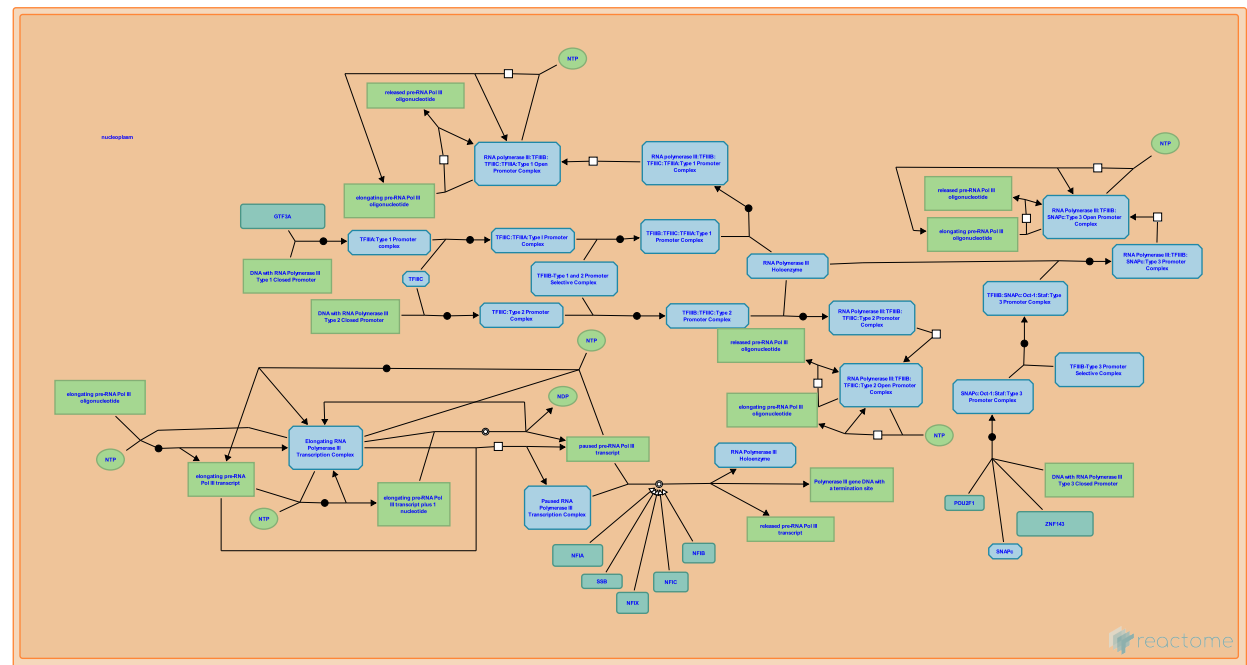 NTP
released pre-RNA Pol III
oligonucleotide
nucleoplasm
RNA polymerase III:TFIIIB:
TFIIIC:TFIIIA:Type 1 Open
Promoter Complex
RNA polymerase III:TFIIIB:
TFIIIC:TFIIIA:Type 1 Promoter
Complex
NTP
elongating pre-RNA Pol III
oligonucleotide
released pre-RNA Pol III
oligonucleotide
RNA Polymerase III:TFIIIB:
SNAPc:Type 3 Open Promoter
Complex
elongating pre-RNA Pol III
oligonucleotide
GTF3A
TFIIIA:Type 1 Promoter
complex
TFIIIC:TFIIIA:Type I Promoter
Complex
TFIIIB:TFIIIC:TFIIIA:Type 1
Promoter Complex
RNA Polymerase III
Holoenzyme
RNA Polymerase III:TFIIIB:
SNAPc:Type 3 Promoter
Complex
DNA with RNA Polymerase III
Type 1 Closed Promoter
TFIIIC
TFIIIB-Type 1 and 2 Promoter
Selective Complex
TFIIIB:SNAPc:Oct-1:Staf:Type
3 Promoter Complex
DNA with RNA Polymerase III
Type 2 Closed Promoter
TFIIIC:Type 2 Promoter
Complex
TFIIIB:TFIIIC:Type 2
Promoter Complex
RNA Polymerase III:TFIIIB:
TFIIIC:Type 2 Promoter
Complex
NTP
released pre-RNA Pol III
oligonucleotide
TFIIIB-Type 3 Promoter
Selective Complex
elongating pre-RNA Pol III
oligonucleotide
NDP
RNA Polymerase III:TFIIIB:
TFIIIC:Type 2 Open Promoter
Complex
SNAPc:Oct-1:Staf:Type 3
Promoter Complex
elongating pre-RNA Pol III
oligonucleotide
NTP
NTP
Elongating RNA
Polymerase III
Transcription Complex
paused pre-RNA Pol III
transcript
RNA Polymerase III
Holoenzyme
elongating pre-RNA
Pol III transcript
Polymerase III gene DNA with
a termination site
DNA with RNA Polymerase III
Type 3 Closed Promoter
elongating pre-RNA Pol
III transcript plus 1
nucleotide
NTP
Paused RNA
Polymerase III
Transcription Complex
released pre-RNA Pol III
transcript
POU2F1
ZNF143
NFIA
NFIB
SNAPc
SSB
NFIC
NFIX
reactome